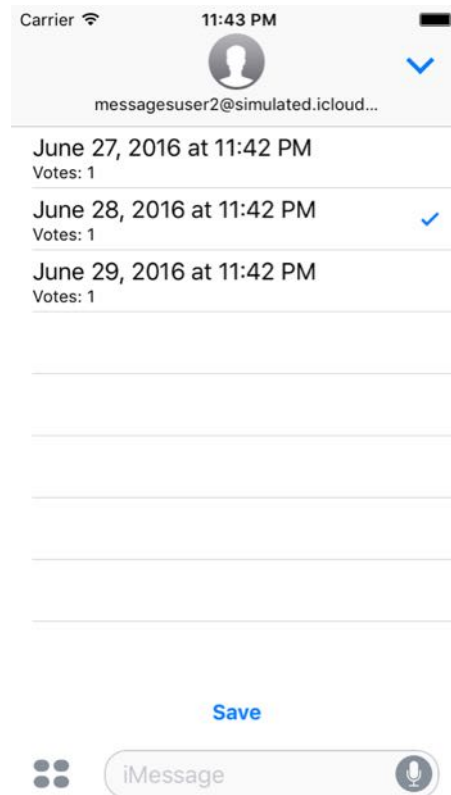 Carrier 11:43 PM
messagesuser2@simulated.icloud...
June 27, 2016 at 11:42 PM
Votes: 1
June 28, 2016 at 11:42 PM
Votes: 1
June 29, 2016 at 11:42 PM
Votes: 1
Save
iMessage